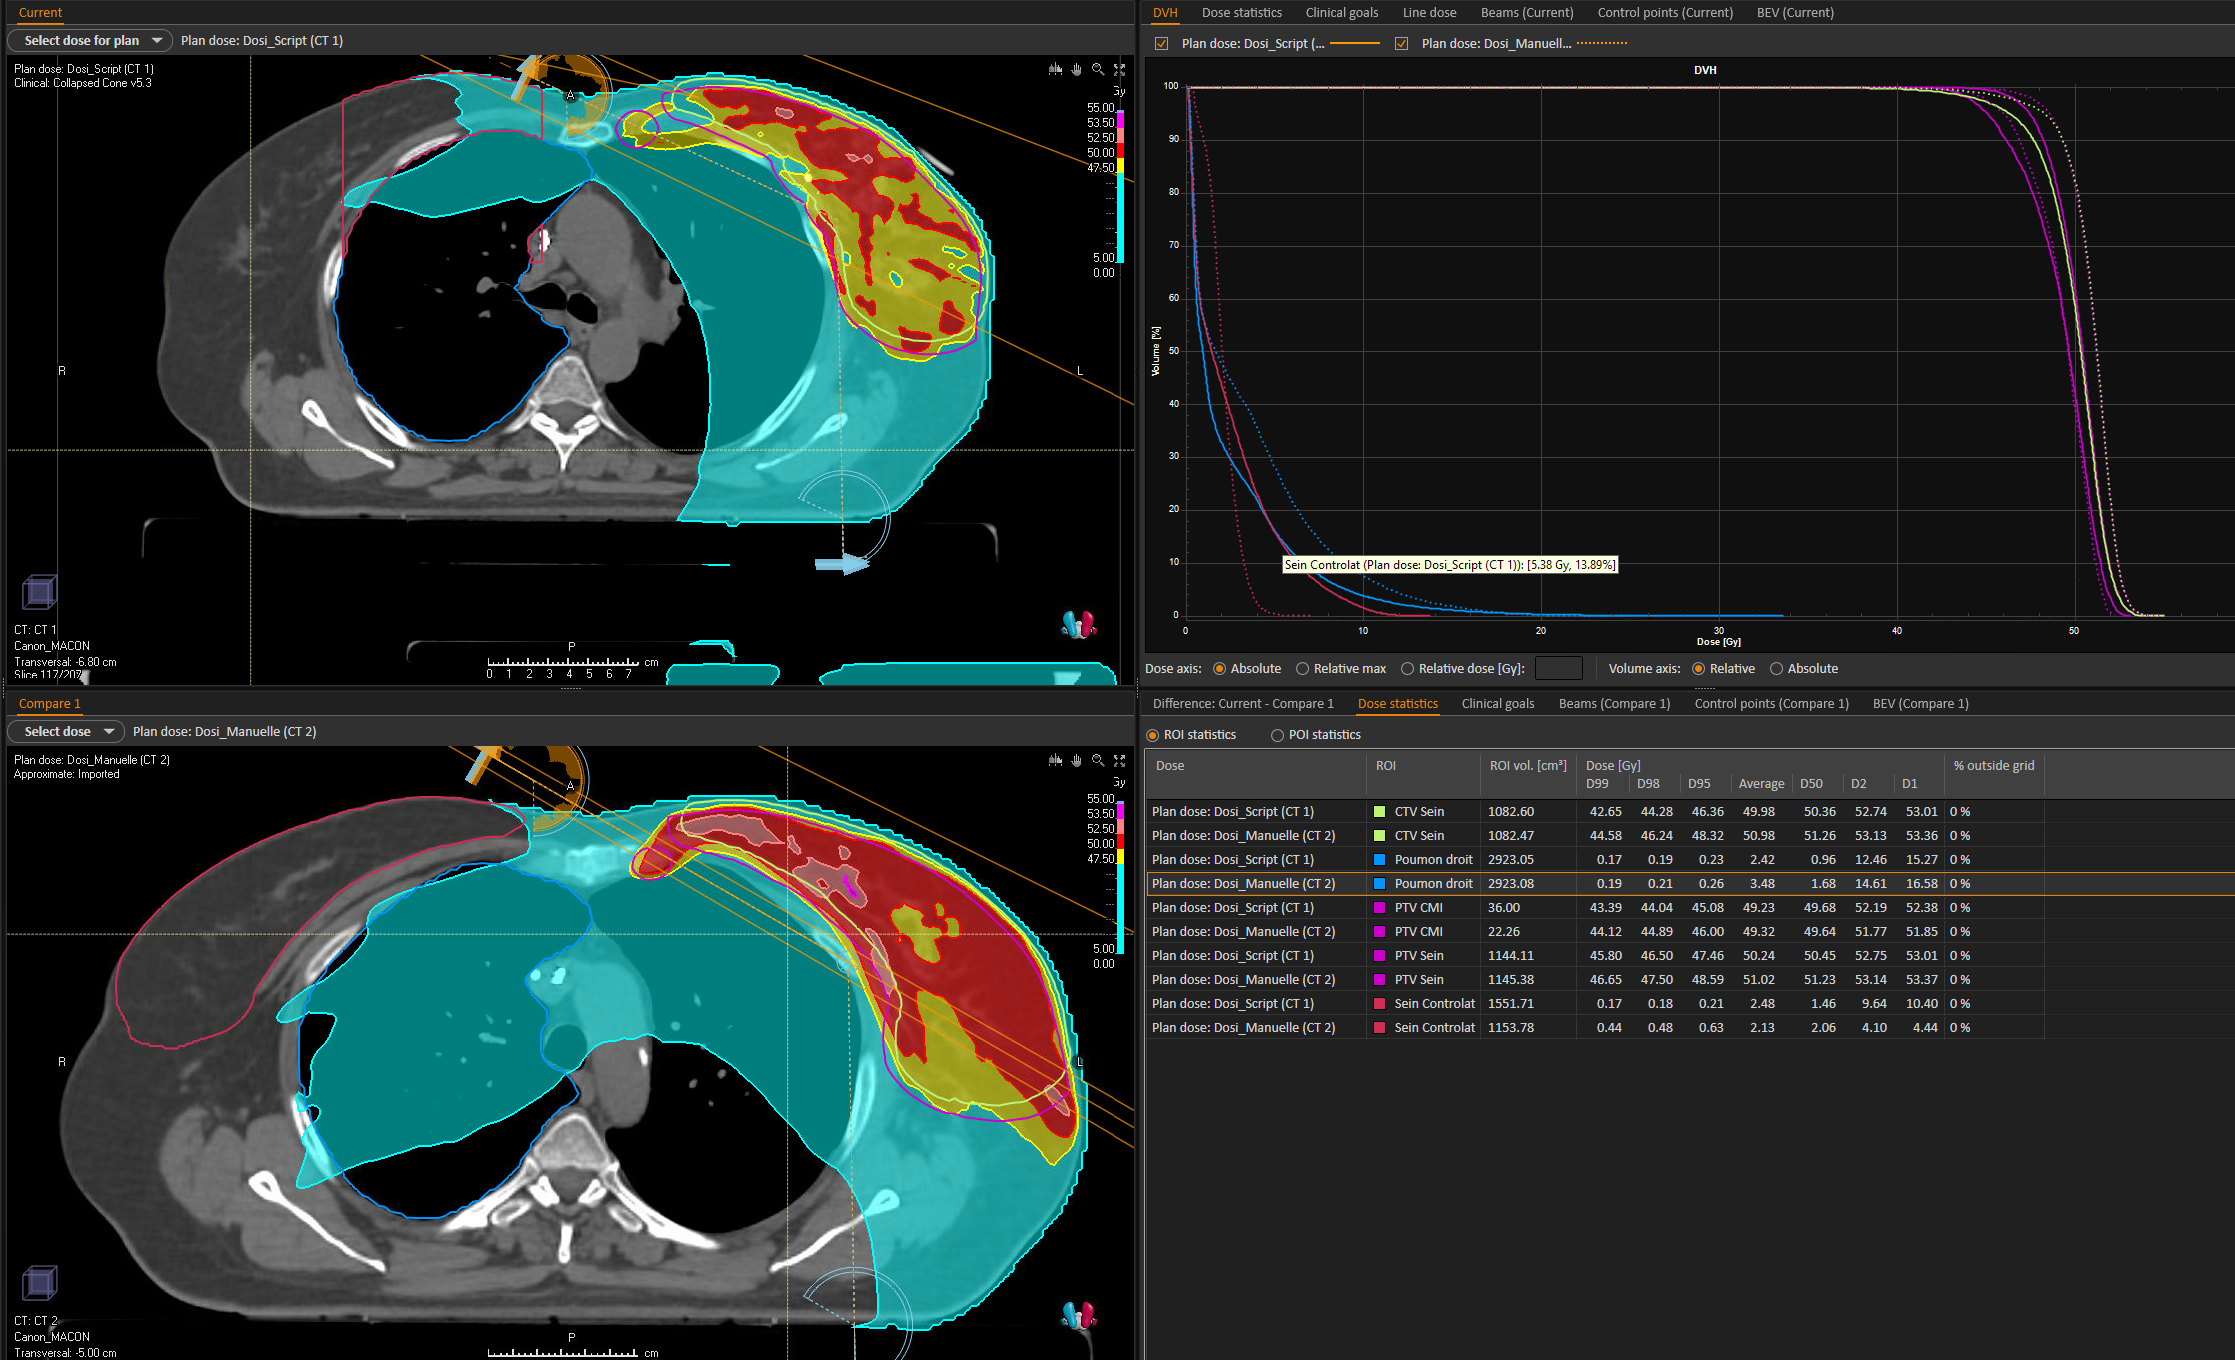 Current
Select dose for plan
Plan dose: Dosi_Script (CT 1)
Plan dose: Dosi_Script (CT 1)
Clinical: Collapsed Cone v5.3
A
Gy
55.00
53.50
52.50
50.00
47.50
5.00
0.00
R
L
CT: CT 1
Canon_MACON
Transversal: -6.80 cm
Slice 117/207
P
0 1 2 3 4 5 6 7 cm
DVH Dose statistics Clinical goals Line dose Beams (Current) Control points (Current) BEV (Current)
Plan dose: Dosi_Script (... Plan dose: Dosi_Manuell...
DVH
100
90
80
70
60
50
40
30
20
10
0
Volume [%]
Sein Controlat (Plan dose: Dosi_Script (CT 1)): [5.38 Gy, 13.89%]
0 10 20 30 40 50
Dose [Gy]
Dose axis: Absolute Relative max Relative dose [Gy]: Volume axis: Relative Absolute
Compare 1
Select dose
Plan dose: Dosi_Manuelle (CT 2)
Plan dose: Dosi_Manuelle (CT 2)
Approximate: Imported
A
Gy
55.00
53.50
52.50
50.00
47.50
5.00
0.00
R
L
CT: CT 2
Canon_MACON
Transversal: -5.00 cm
P
cm
Difference: Current - Compare 1 Dose statistics Clinical goals Beams (Compare 1) Control points (Compare 1) BEV (Compare 1)
ROI statistics POI statistics
Dose ROI ROI vol. [cm³] Dose [Gy] % outside grid
D99 D98 D95 Average D50 D2 D1
Plan dose: Dosi_Script (CT 1) CTV Sein 1082.60 42.65 44.28 46.36 49.98 50.36 52.74 53.01 0 %
Plan dose: Dosi_Manuelle (CT 2) CTV Sein 1082.47 44.58 46.24 48.32 50.98 51.26 53.13 53.36 0 %
Plan dose: Dosi_Script (CT 1) Poumon droit 2923.05 0.17 0.19 0.23 2.42 0.96 12.46 15.27 0 %
Plan dose: Dosi_Manuelle (CT 2) Poumon droit 2923.08 0.19 0.21 0.26 3.48 1.68 14.61 16.58 0 %
Plan dose: Dosi_Script (CT 1) PTV CMI 36.00 43.39 44.04 45.08 49.23 49.68 52.19 52.38 0 %
Plan dose: Dosi_Manuelle (CT 2) PTV CMI 22.26 44.12 44.89 46.00 49.32 49.64 51.77 51.85 0 %
Plan dose: Dosi_Script (CT 1) PTV Sein 1144.11 45.80 46.50 47.46 50.24 50.45 52.75 53.01 0 %
Plan dose: Dosi_Manuelle (CT 2) PTV Sein 1145.38 46.65 47.50 48.59 51.02 51.23 53.14 53.37 0 %
Plan dose: Dosi_Script (CT 1) Sein Controlat 1551.71 0.17 0.18 0.21 2.48 1.46 9.64 10.40 0 %
Plan dose: Dosi_Manuelle (CT 2) Sein Controlat 1153.78 0.44 0.48 0.63 2.13 2.06 4.10 4.44 0 %